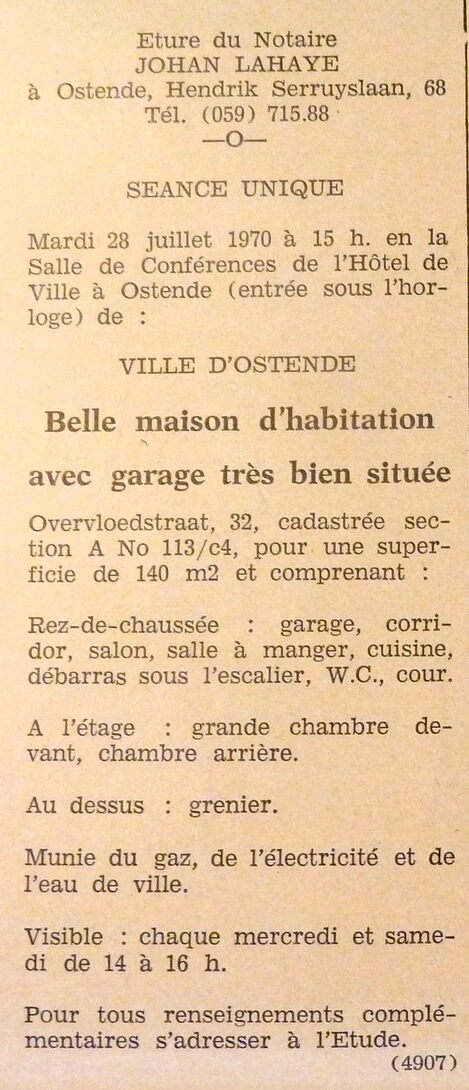 Eture du Notaire
JOHAN LAHAYE
à Ostende, Hendrik Serruyslaan, 68
Tél. (059) 715.88
—O—
SEANCE UNIQUE
Mardi 28 juillet 1970 à 15 h. en la
Salle de Conférences de l'Hôtel de
Ville à Ostende (entrée sous l'hor-
loge) de :
VILLE D'OSTENDE
Belle maison d'habitation
avec garage très bien située
Overvloedstraat, 32, cadastrée sec-
tion A No 113/c4, pour une super-
ficie de 140 m2 et comprenant :
Rez-de-chaussée : garage, corri-
dor, salon, salle à manger, cuisine,
débarras sous l'escalier, W.C., cour.
A l'étage : grande chambre de-
vant, chambre arrière.
Au dessus : grenier.
Munie du gaz, de l'électricité et de
l'eau de ville.
Visible : chaque mercredi et same-
di de 14 à 16 h.
Pour tous renseignements complé-
mentaires s'adresser à l'Etude.
(4907)